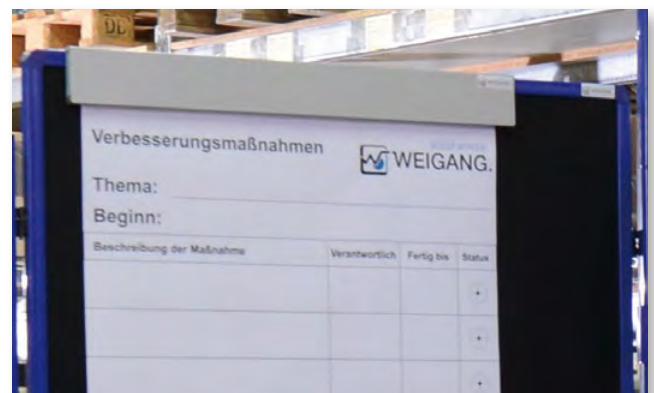 Verbesserungsmaßnahmen
WEIGANG.
Thema:
Beginn:
Beschreibung der Maßnahme Verantwortlich Fertig bis Status